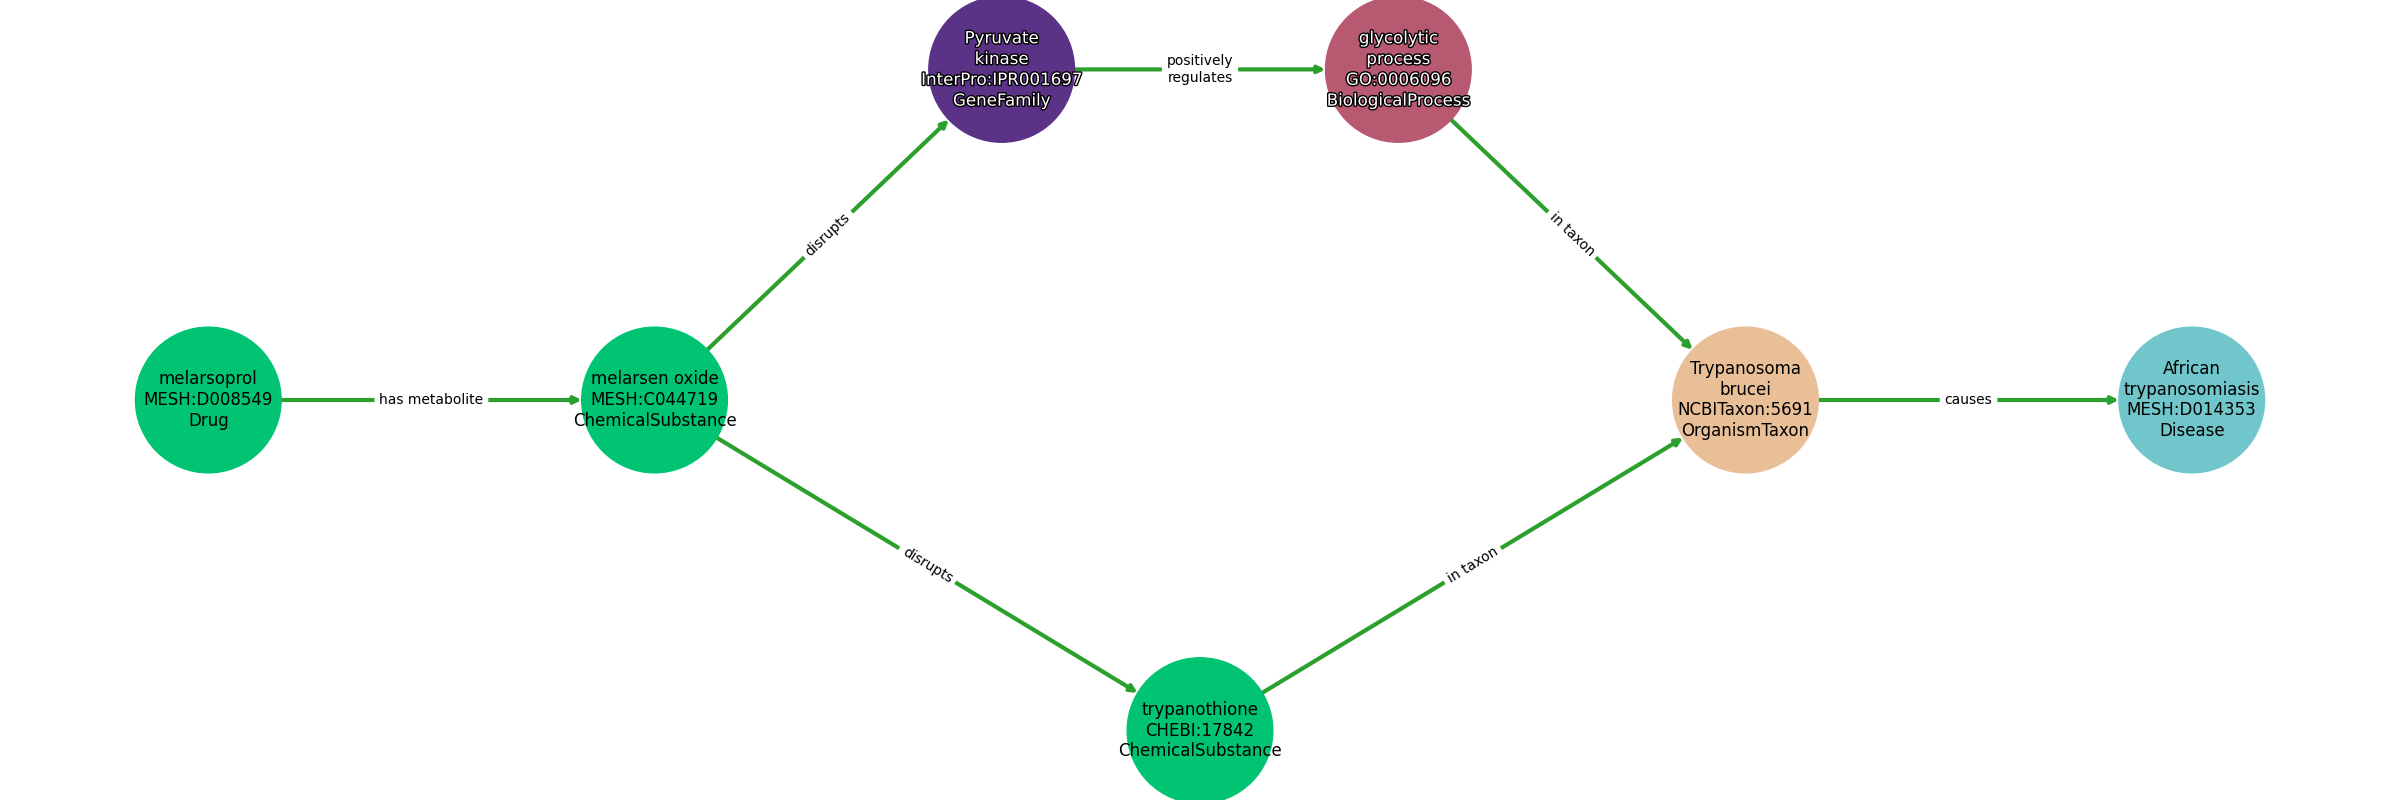 Pyruvate
kinase
InterPro:IPR001697
GeneFamily
positively
regulates
glycolytic
process
GO:0006096
BiologicalProcess
disrupts
in taxon
melarsoprol
MESH:D008549
Drug
has metabolite
melarsen oxide
MESH:C044719
ChemicalSubstance
Trypanosoma
brucei
NCBITaxon:5691
OrganismTaxon
causes
African
trypanosomiasis
MESH:D014353
Disease
disrupts
in taxon
trypanothione
CHEBI:17842
ChemicalSubstance